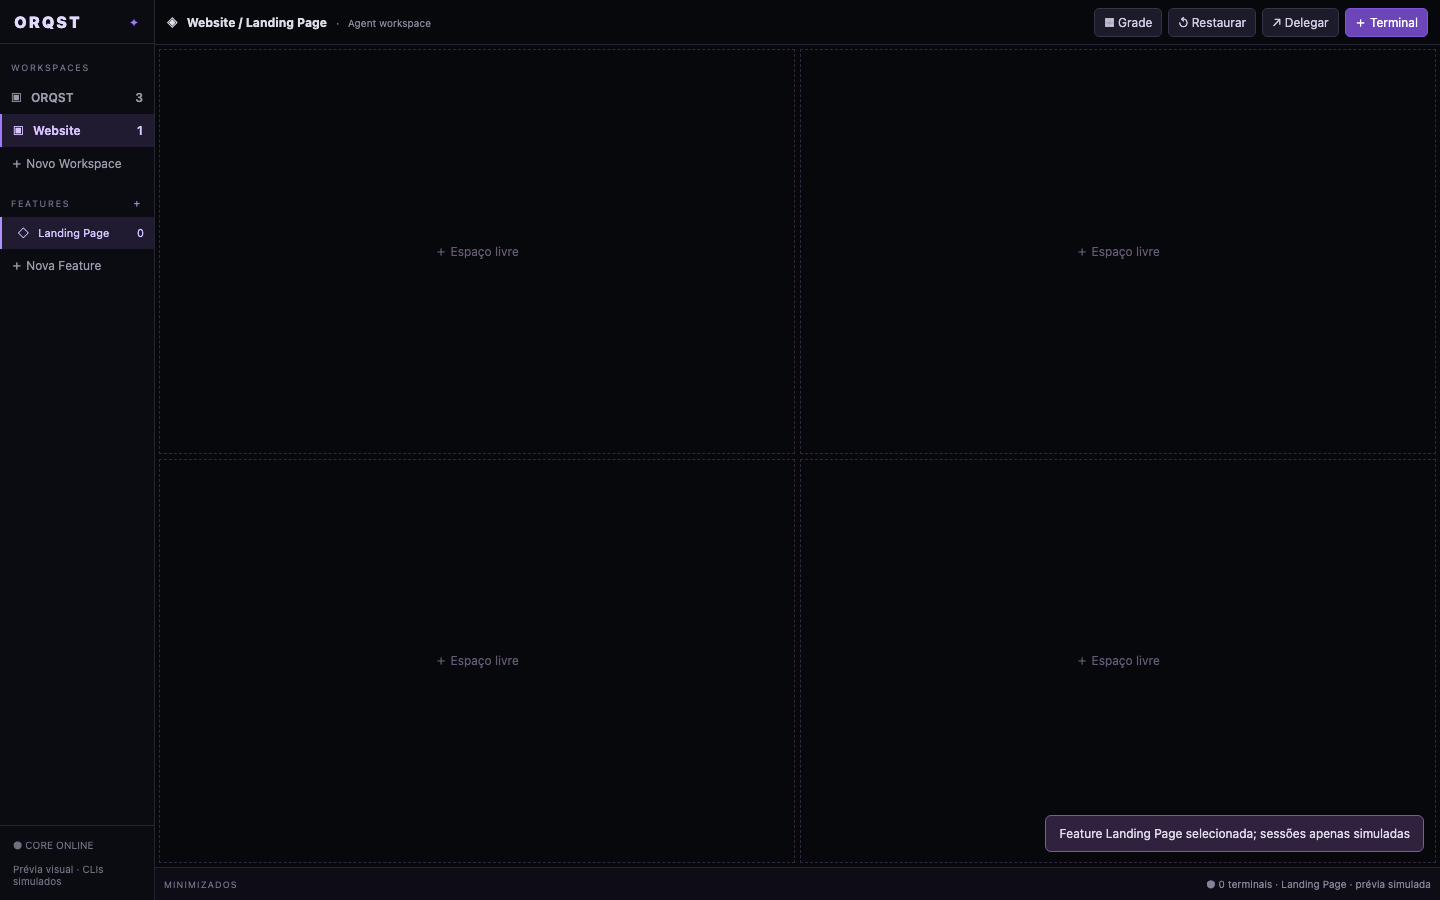 ORQST
Website / Landing Page · Agent workspace
Grade
Restaurar
Delegar
+ Terminal
WORKSPACES
ORQST 3
Website 1
+ Novo Workspace
FEATURES +
Landing Page 0
+ Nova Feature
+ Espaço livre
+ Espaço livre
+ Espaço livre
+ Espaço livre
Feature Landing Page selecionada; sessões apenas simuladas
CORE ONLINE
Prévia visual · CLIs
simulados
MINIMIZADOS
0 terminais · Landing Page · prévia simulada